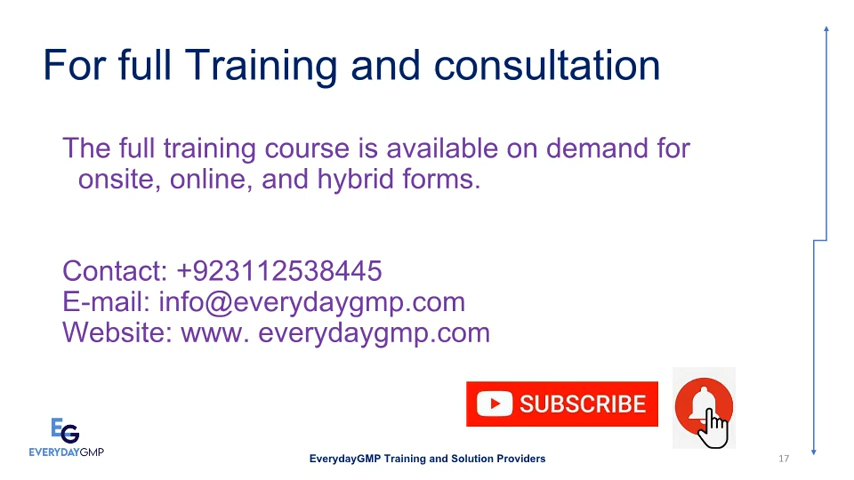 For full Training and consultation
The full training course is available on demand for
onsite, online, and hybrid forms.
Contact: +923112538445
E-mail: info@everydaygmp.com
Website: www. everydaygmp.com
SUBSCRIBE
EG
EVERYDAYGMP
EverydayGMP Training and Solution Providers
17